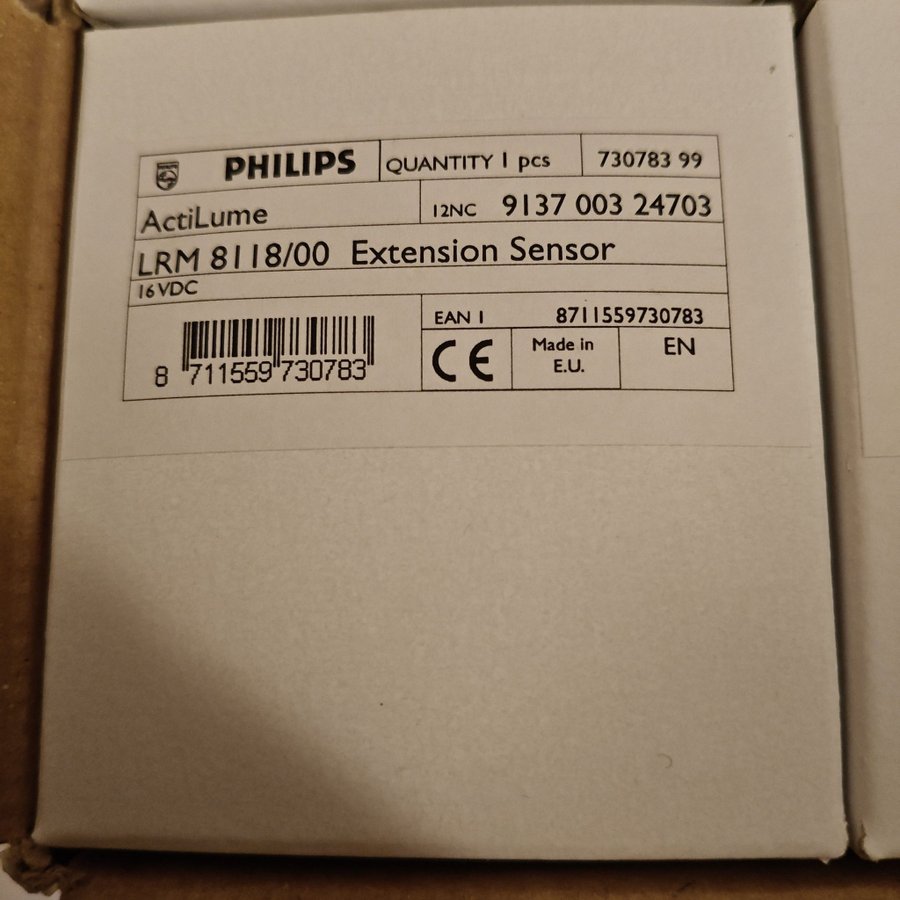 PHILIPS QUANTITY 1 pcs 730783 99
ActiLume 12NC 9137 003 24703
LRM 8118/00 Extension Sensor
16VDC
EAN 1 8711559730783
8 711559 730783
CE Made in E.U. EN